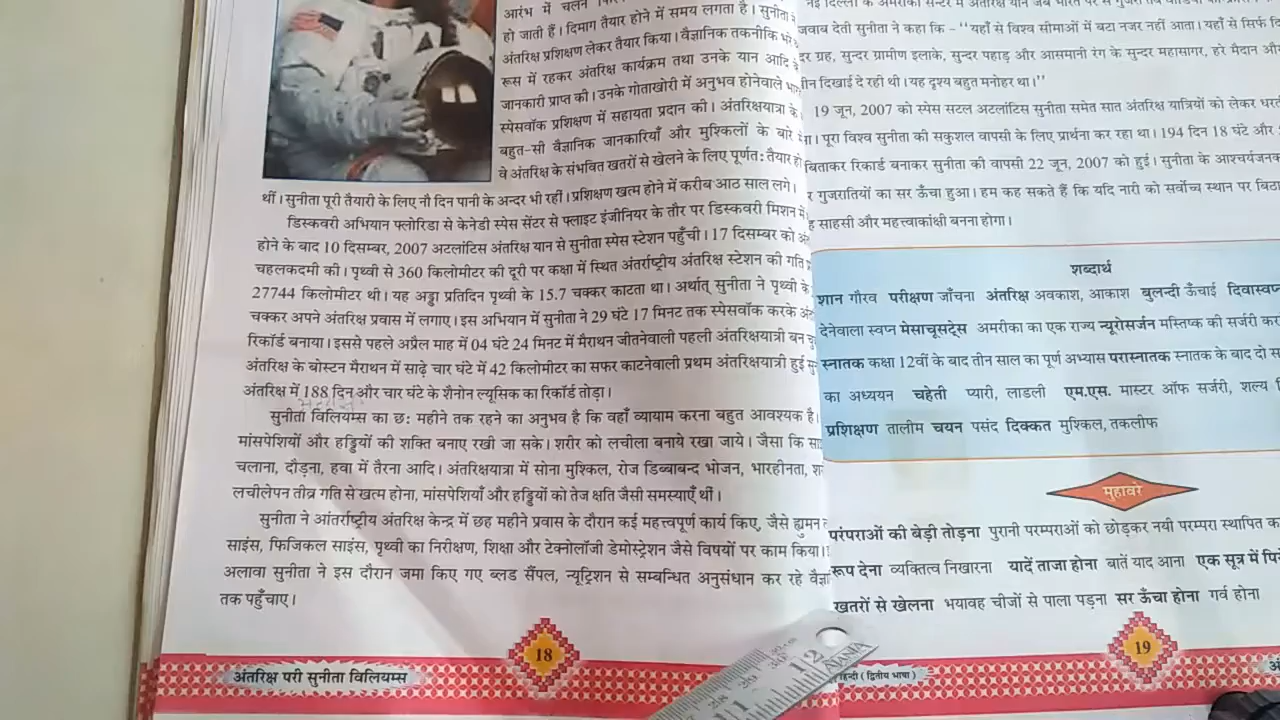 आरंभ में चलने
हो जाती हैं। दिमाग तैयार होने में समय लगता है। सुनीता ने
अंतरिक्ष प्रशिक्षण लेकर तैयार किया। वैज्ञानिक तकनीकि भरे
रूस में रहकर अंतरिक्ष कार्यक्रम तथा उनके यान आदि
जानकारी प्राप्त की। उनके गोताखोरी में अनुभव होनेवाले
स्पेसवॉक प्रशिक्षण में सहायता प्रदान की। अंतरिक्षयात्रा के
बहुत-सी वैज्ञानिक जानकारियाँ और मुश्किलों के बारे
वे अंतरिक्ष के संभवित खतरों से खेलने के लिए पूर्णत: तैयार हो
थीं। सुनीता पूरी तैयारी के लिए नौ दिन पानी के अन्दर भी रहीं। प्रशिक्षण खत्म होने में करीब आठ साल लगे।
डिस्कवरी अभियान फ्लोरिडा से केनेडी स्पेस सेंटर से फ्लाइट इंजीनियर के तौर पर डिस्कवरी मिशन में
होने के बाद 10 दिसम्बर, 2007 अटलांटिस अंतरिक्ष यान से सुनीता स्पेस स्टेशन पहुँची। 17 दिसम्बर को
चहलकदमी की। पृथ्वी से 360 किलोमीटर की दूरी पर कक्षा में स्थित अंतर्राष्ट्रीय अंतरिक्ष स्टेशन की गति
27744 किलोमीटर थी। यह अड्डा प्रतिदिन पृथ्वी के 15.7 चक्कर काटता था। अर्थात् सुनीता ने पृथ्वी के
चक्कर अपने अंतरिक्ष प्रवास में लगाए। इस अभियान में सुनीता ने 29 घंटे 17 मिनट तक स्पेसवॉक करके
रिकॉर्ड बनाया। इससे पहले अप्रैल माह में 04 घंटे 24 मिनट में मैराथन जीतनेवाली पहली अंतरिक्षयात्री बन
अंतरिक्ष के बोस्टन मैराथन में साढ़े चार घंटे में 42 किलोमीटर का सफर काटनेवाली प्रथम अंतरिक्षयात्री हुई
अंतरिक्ष में 188 दिन और चार घंटे के शैनोन ल्यूसिक का रिकॉर्ड तोड़ा।
सुनीता विलियम्स का छ: महीने तक रहने का अनुभव है कि वहाँ व्यायाम करना बहुत आवश्यक है।
मांसपेशियों और हड्डियों की शक्ति बनाए रखी जा सके। शरीर को लचीला बनाये रखा जाये। जैसा कि
चलाना, दौड़ना, हवा में तैरना आदि। अंतरिक्षयात्रा में सोना मुश्किल, रोज डिब्बाबन्द भोजन, भारहीनता,
लचीलेपन तीव्र गति से खत्म होना, मांसपेशियाँ और हड्डियों को तेज क्षति जैसी समस्याएँ थीं।
सुनीता ने आंतर्राष्ट्रीय अंतरिक्ष केन्द्र में छह महीने प्रवास के दौरान कई महत्त्वपूर्ण कार्य किए, जैसे ह्युमन
साइंस, फिजिकल साइंस, पृथ्वी का निरीक्षण, शिक्षा और टेक्नोलॉजी डेमोस्ट्रेशन जैसे विषयों पर काम किया।
अलावा सुनीता ने इस दौरान जमा किए गए ब्लड सैंपल, न्यूट्रिशन से सम्बन्धित अनुसंधान कर रहे
तक पहुँचाए।
18
अंतरिक्ष परी सुनीता विलियम्स
जवाब देती सुनीता ने कहा कि - "यहाँ से विश्व सीमाओं में बटा नजर नहीं आता। यहाँ से सिर्फ
ग्रह, सुन्दर ग्रामीण इलाके, सुन्दर पहाड़ और आसमानी रंग के सुन्दर महासागर, हरे मैदान
दिखाई दे रही थी। यह दृश्य बहुत मनोहर था।"
19 जून, 2007 को स्पेस सटल अटलांटिस सुनीता समेत सात अंतरिक्ष यात्रियों को लेकर
पूरा विश्व सुनीता की सकुशल वापसी के लिए प्रार्थना कर रहा था। 194 दिन 18 घंटे और
बिताकर रिकार्ड बनाकर सुनीता की वापसी 22 जून, 2007 को हुई। सुनीता के आश्चर्यजनक
गुजरातियों का सर ऊँचा हुआ। हम कह सकते हैं कि यदि नारी को सर्वोच्च स्थान पर
साहसी और महत्त्वाकांक्षी बनना होगा।
शब्दार्थ
शान गौरव परीक्षण जाँचना अंतरिक्ष अवकाश, आकाश बुलन्दी ऊँचाई दिवास्वप्न
देनेवाला स्वप्न मेसाचूसट्स अमरीका का एक राज्य न्यूरोसर्जन मस्तिष्क की सर्जरी
स्नातक कक्षा 12वीं के बाद तीन साल का पूर्ण अभ्यास परास्नातक स्नातक के बाद दो
का अध्ययन चहेती प्यारी, लाडली एम.एस. मास्टर ऑफ सर्जरी, शल्य
प्रशिक्षण तालीम चयन पसंद दिक्कत मुश्किल, तकलीफ
मुहावरे
परंपराओं की बेड़ी तोड़ना पुरानी परम्पराओं को छोड़कर नयी परम्परा स्थापित
रूप देना व्यक्तित्व निखारना यादें ताजा होना बातें याद आना एक सूत्र में
खतरों से खेलना भयावह चीजों से पाला पड़ना सर ऊँचा होना गर्व होना
19
हिन्दी (द्वितीय भाषा)